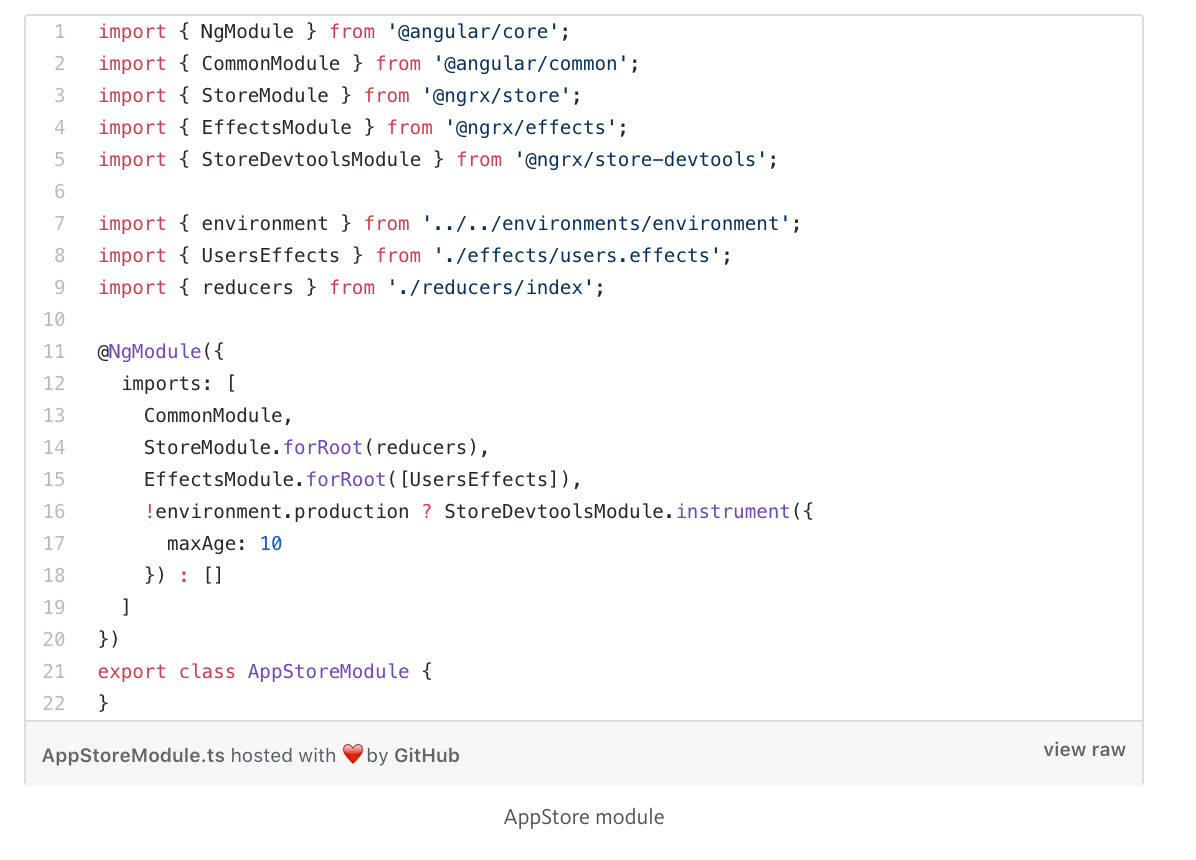 1 import { NgModule } from '@angular/core';
2 import { CommonModule } from '@angular/common';
3 import { StoreModule } from '@ngrx/store';
4 import { EffectsModule } from '@ngrx/effects';
5 import { StoreDevtoolsModule } from '@ngrx/store-devtools';
6
7 import { environment } from '../../environments/environment';
8 import { UsersEffects } from './effects/users.effects';
9 import { reducers } from './reducers/index';
10
11 @NgModule({
12   imports: [
13     CommonModule,
14     StoreModule.forRoot(reducers),
15     EffectsModule.forRoot([UsersEffects]),
16     !environment.production ? StoreDevtoolsModule.instrument({
17       maxAge: 10
18     }) : []
19   ]
20 })
21 export class AppStoreModule {
22 }
AppStoreModule.ts hosted with ❤ by GitHub
view raw
AppStore module